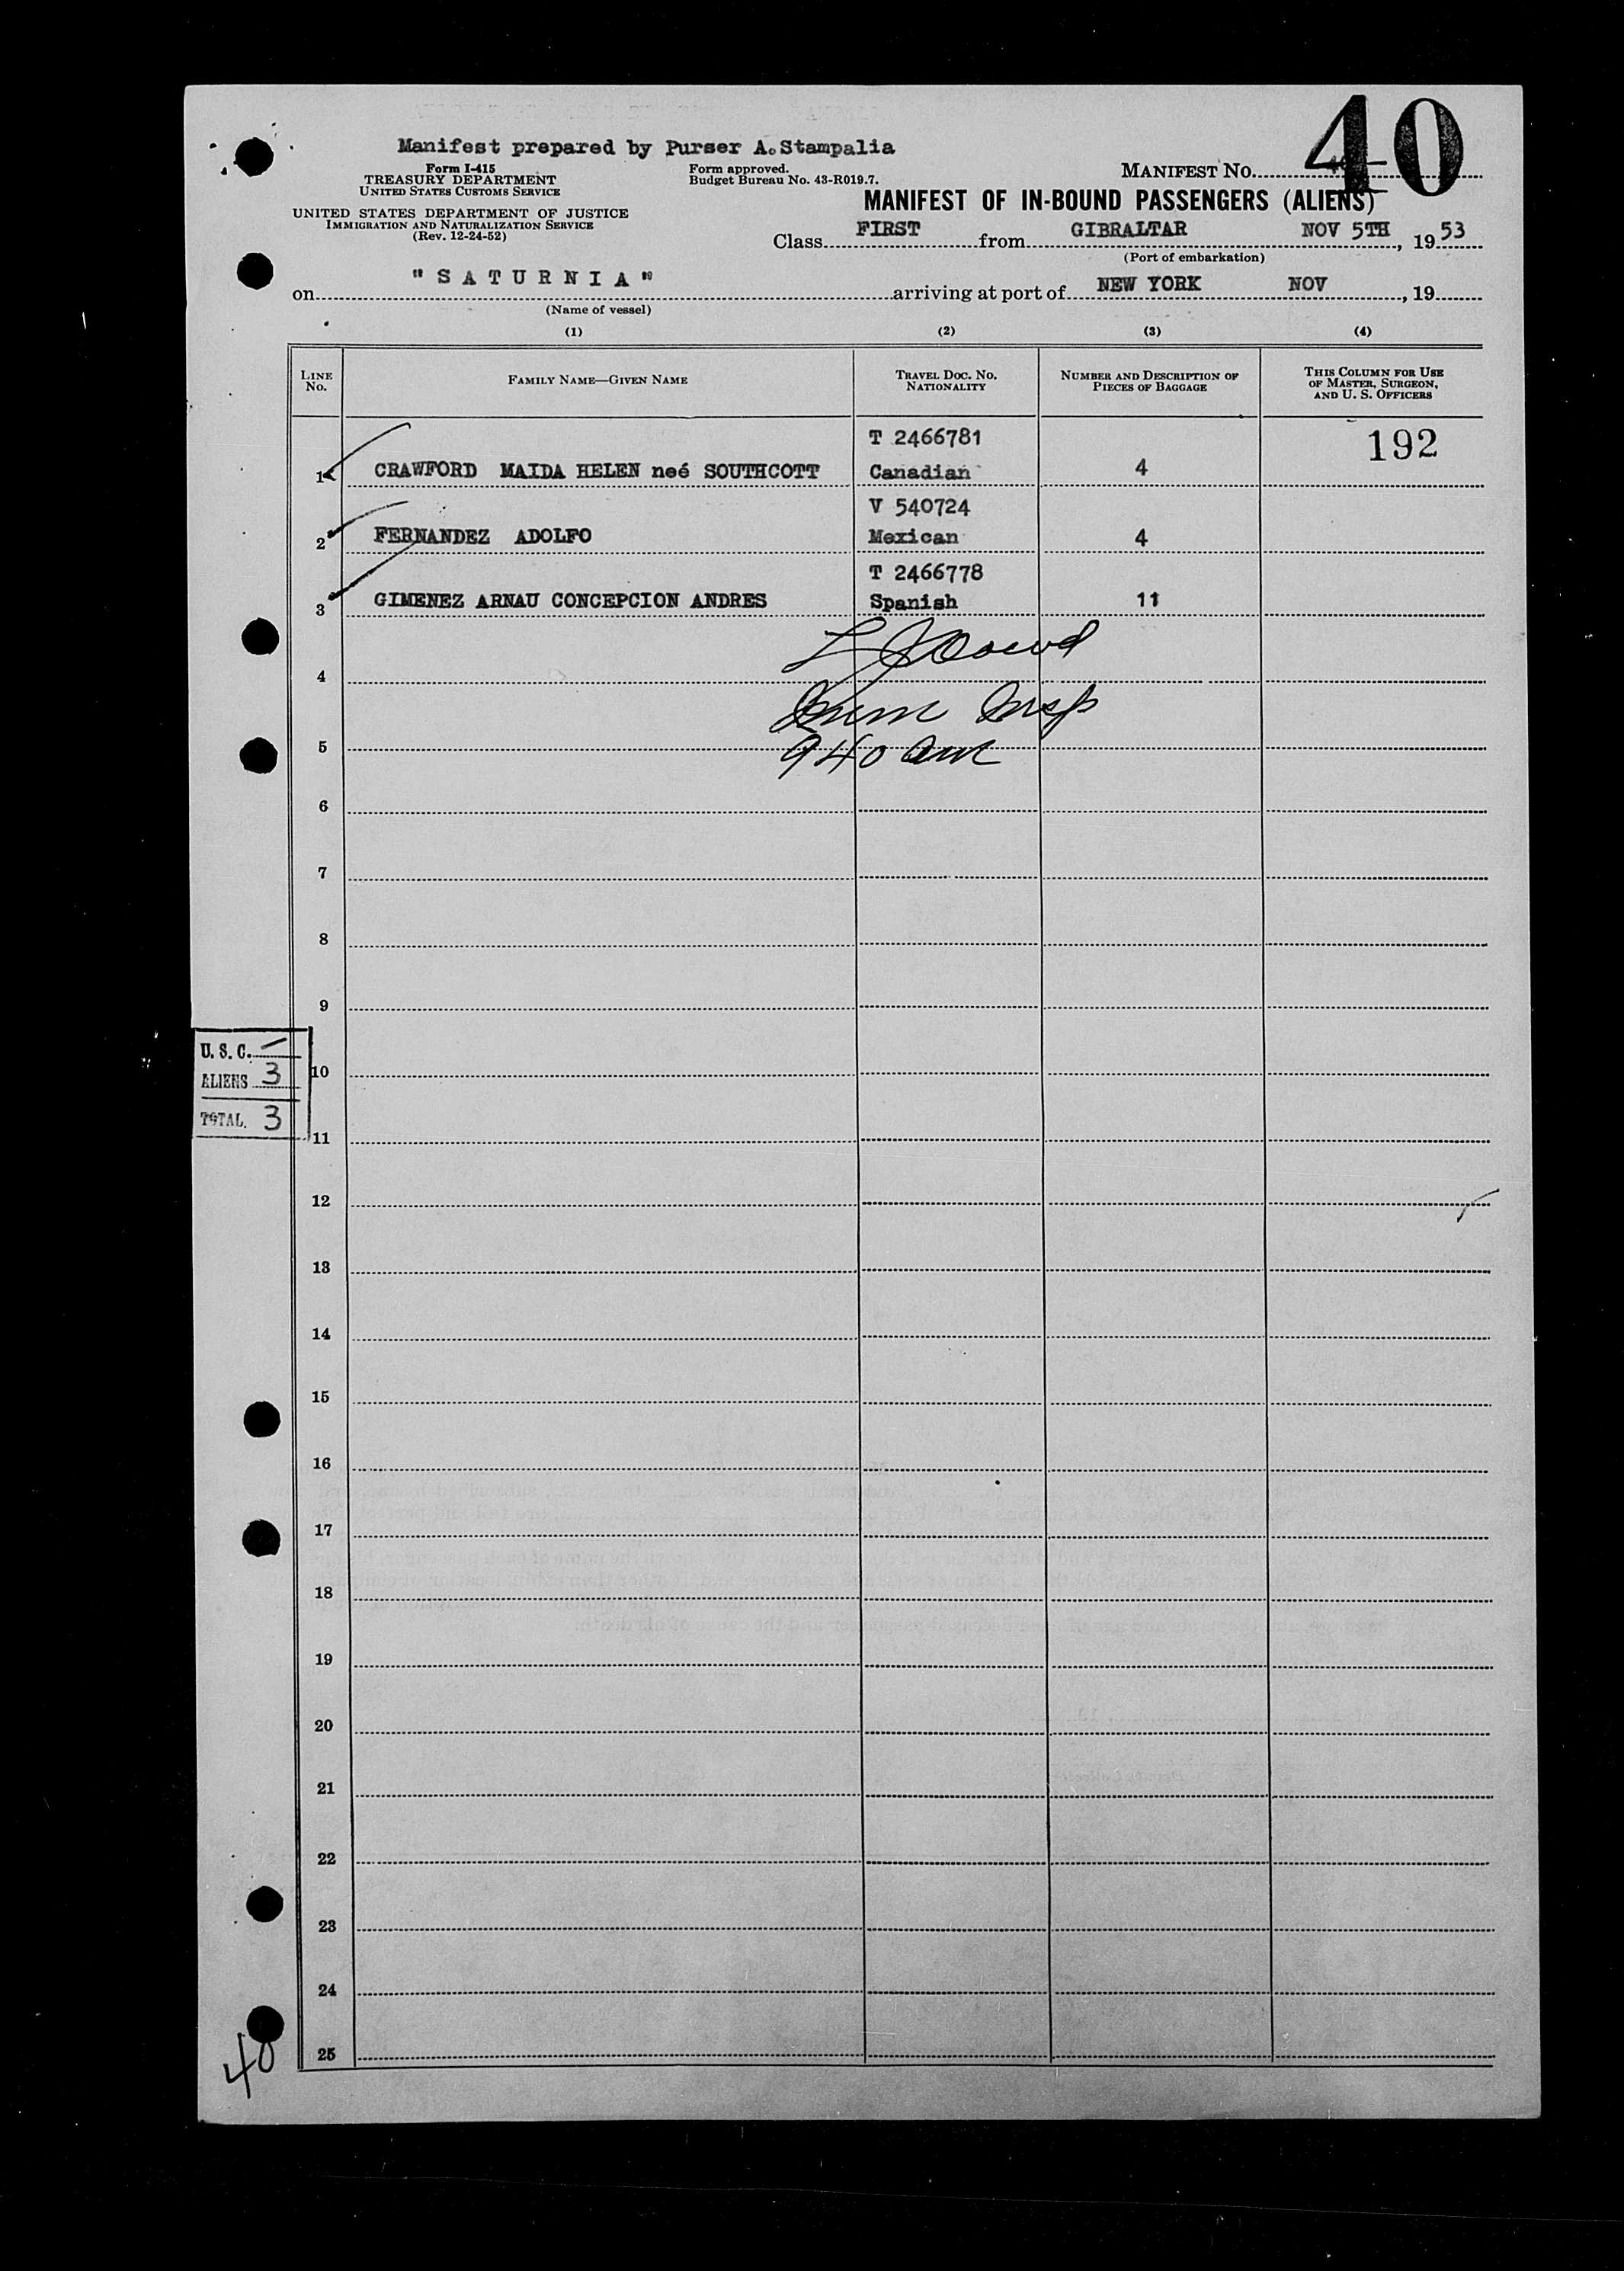 40
Manifest prepared by Purser A.Stampalia
Form I-415
TREASURY DEPARTMENT
UNITED STATES CUSTOMS SERVICE
Form approved.
Budget Bureau No. 43-R019.7.
MANIFEST NO.
UNITED STATES DEPARTMENT OF JUSTICE
IMMIGRATION AND NATURALIZATION SERVICE
(Rev. 12-24-52)
MANIFEST OF IN-BOUND PASSENGERS (ALIENS)
Class FIRST from GIBRALTAR NOV 5TH, 1953
(Port of embarkation)
on "SATURNIA" arriving at port of NEW YORK NOV , 19
(Name of vessel)
(1) (2) (3) (4)
LINE NO.
FAMILY NAME—GIVEN NAME
TRAVEL DOC. NO. NATIONALITY
NUMBER AND DESCRIPTION OF PIECES OF BAGGAGE
THIS COLUMN FOR USE OF MASTER, SURGEON, AND U. S. OFFICERS
T 2466781 192
1 CRAWFORD MAIDA HELEN neé SOUTHCOTT Canadian 4
V 540724
2 FERNANDEZ ADOLFO Mexican 4
T 2466778
3 GIMENEZ ARNAU CONCEPCION ANDRES Spanish 11
4
Imm Insp
5
940 am
6
7
8
9
U. S. C. –
10
ALIENS 3
TOTAL. 3
11
12
13
14
15
16
17
18
19
20
21
22
23
24
25
40